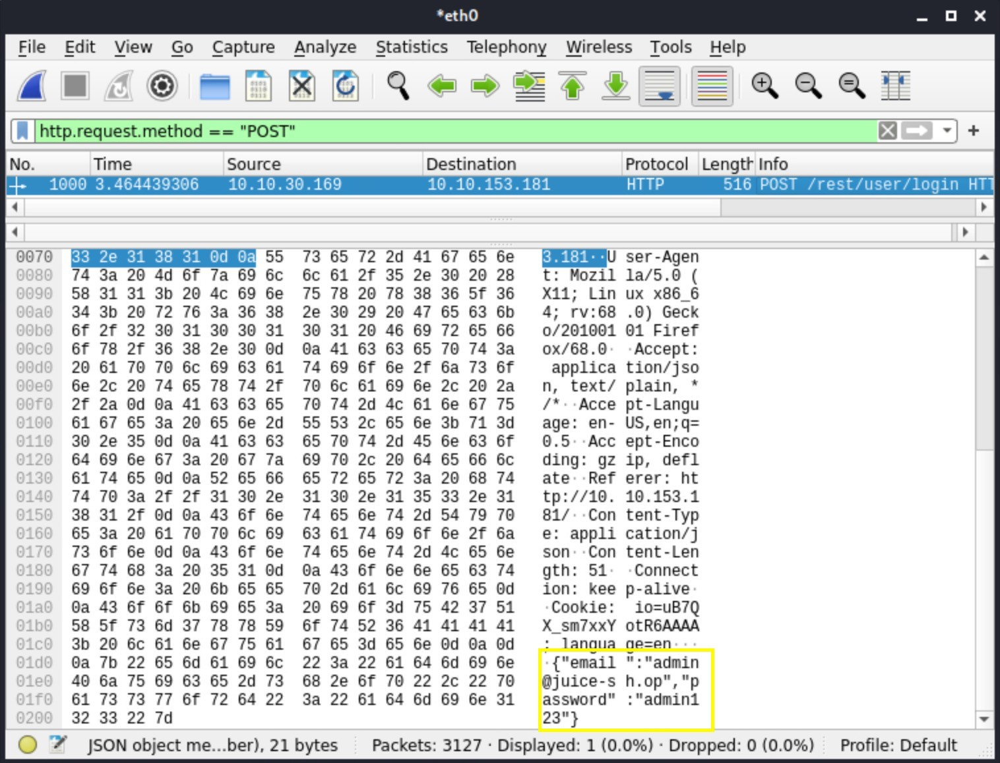 *eth0
File Edit View Go Capture Analyze Statistics Telephony Wireless Tools Help
http.request.method == "POST"
No. Time Source Destination Protocol Length Info
1000 3.464439306 10.10.30.169 10.10.153.181 HTTP 516 POST /rest/user/login HTT
0070 33 2e 31 38 31 0d 0a 55 73 65 72 2d 41 67 65 6e 3.181··U ser-Agen
0080 74 3a 20 4d 6f 7a 69 6c 6c 61 2f 35 2e 30 20 28 t: Mozil la/5.0 (
0090 58 31 31 3b 20 4c 69 6e 75 78 20 78 38 36 5f 36 X11; Lin ux x86_6
00a0 34 3b 20 72 76 3a 36 38 2e 30 29 20 47 65 63 6b 4; rv:68 .0) Geck
00b0 6f 2f 32 30 31 30 30 31 30 31 20 46 69 72 65 66 o/201001 01 Firef
00c0 6f 78 2f 36 38 2e 30 0d 0a 41 63 63 65 70 74 3a ox/68.0· ·Accept:
00d0 20 61 70 70 6c 69 63 61 74 69 6f 6e 2f 6a 73 6f applica tion/jso
00e0 6e 2c 20 74 65 78 74 2f 70 6c 61 69 6e 2c 20 2a n, text/ plain, *
00f0 2f 2a 0d 0a 41 63 63 65 70 74 2d 4c 61 6e 67 75 /*··Acce pt-Langu
0100 61 67 65 3a 20 65 6e 2d 55 53 2c 65 6e 3b 71 3d age: en- US,en;q=
0110 30 2e 35 0d 0a 41 63 63 65 70 74 2d 45 6e 63 6f 0.5··Acc ept-Enco
0120 64 69 6e 67 3a 20 67 7a 69 70 2c 20 64 65 66 6c ding: gz ip, defl
0130 61 74 65 0d 0a 52 65 66 65 72 65 72 3a 20 68 74 ate··Ref erer: ht
0140 74 70 3a 2f 2f 31 30 2e 31 30 2e 31 35 33 2e 31 tp://10. 10.153.1
0150 38 31 2f 0d 0a 43 6f 6e 74 65 6e 74 2d 54 79 70 81/··Con tent-Typ
0160 65 3a 20 61 70 70 6c 69 63 61 74 69 6f 6e 2f 6a e: appli cation/j
0170 73 6f 6e 0d 0a 43 6f 6e 74 65 6e 74 2d 4c 65 6e son··Con tent-Len
0180 67 74 68 3a 20 35 31 0d 0a 43 6f 6e 6e 65 63 74 gth: 51· ·Connect
0190 69 6f 6e 3a 20 6b 65 65 70 2d 61 6c 69 76 65 0d ion: kee p-alive·
01a0 0a 43 6f 6f 6b 69 65 3a 20 69 6f 3d 75 42 37 51 ·Cookie: io=uB7Q
01b0 58 5f 73 6d 37 78 78 59 6f 74 52 36 41 41 41 41 X_sm7xxY otR6AAAA
01c0 3b 20 6c 61 6e 67 75 61 67 65 3d 65 6e 0d 0a 0d ; langua ge=en···
01d0 0a 7b 22 65 6d 61 69 6c 22 3a 22 61 64 6d 69 6e ·{"email ":"admin
01e0 40 6a 75 69 63 65 2d 73 68 2e 6f 70 22 2c 22 70 @juice-s h.op","p
01f0 61 73 73 77 6f 72 64 22 3a 22 61 64 6d 69 6e 31 assword" :"admin1
0200 32 33 22 7d 23"}
JSON object me...ber), 21 bytes Packets: 3127 · Displayed: 1 (0.0%) · Dropped: 0 (0.0%) Profile: Default